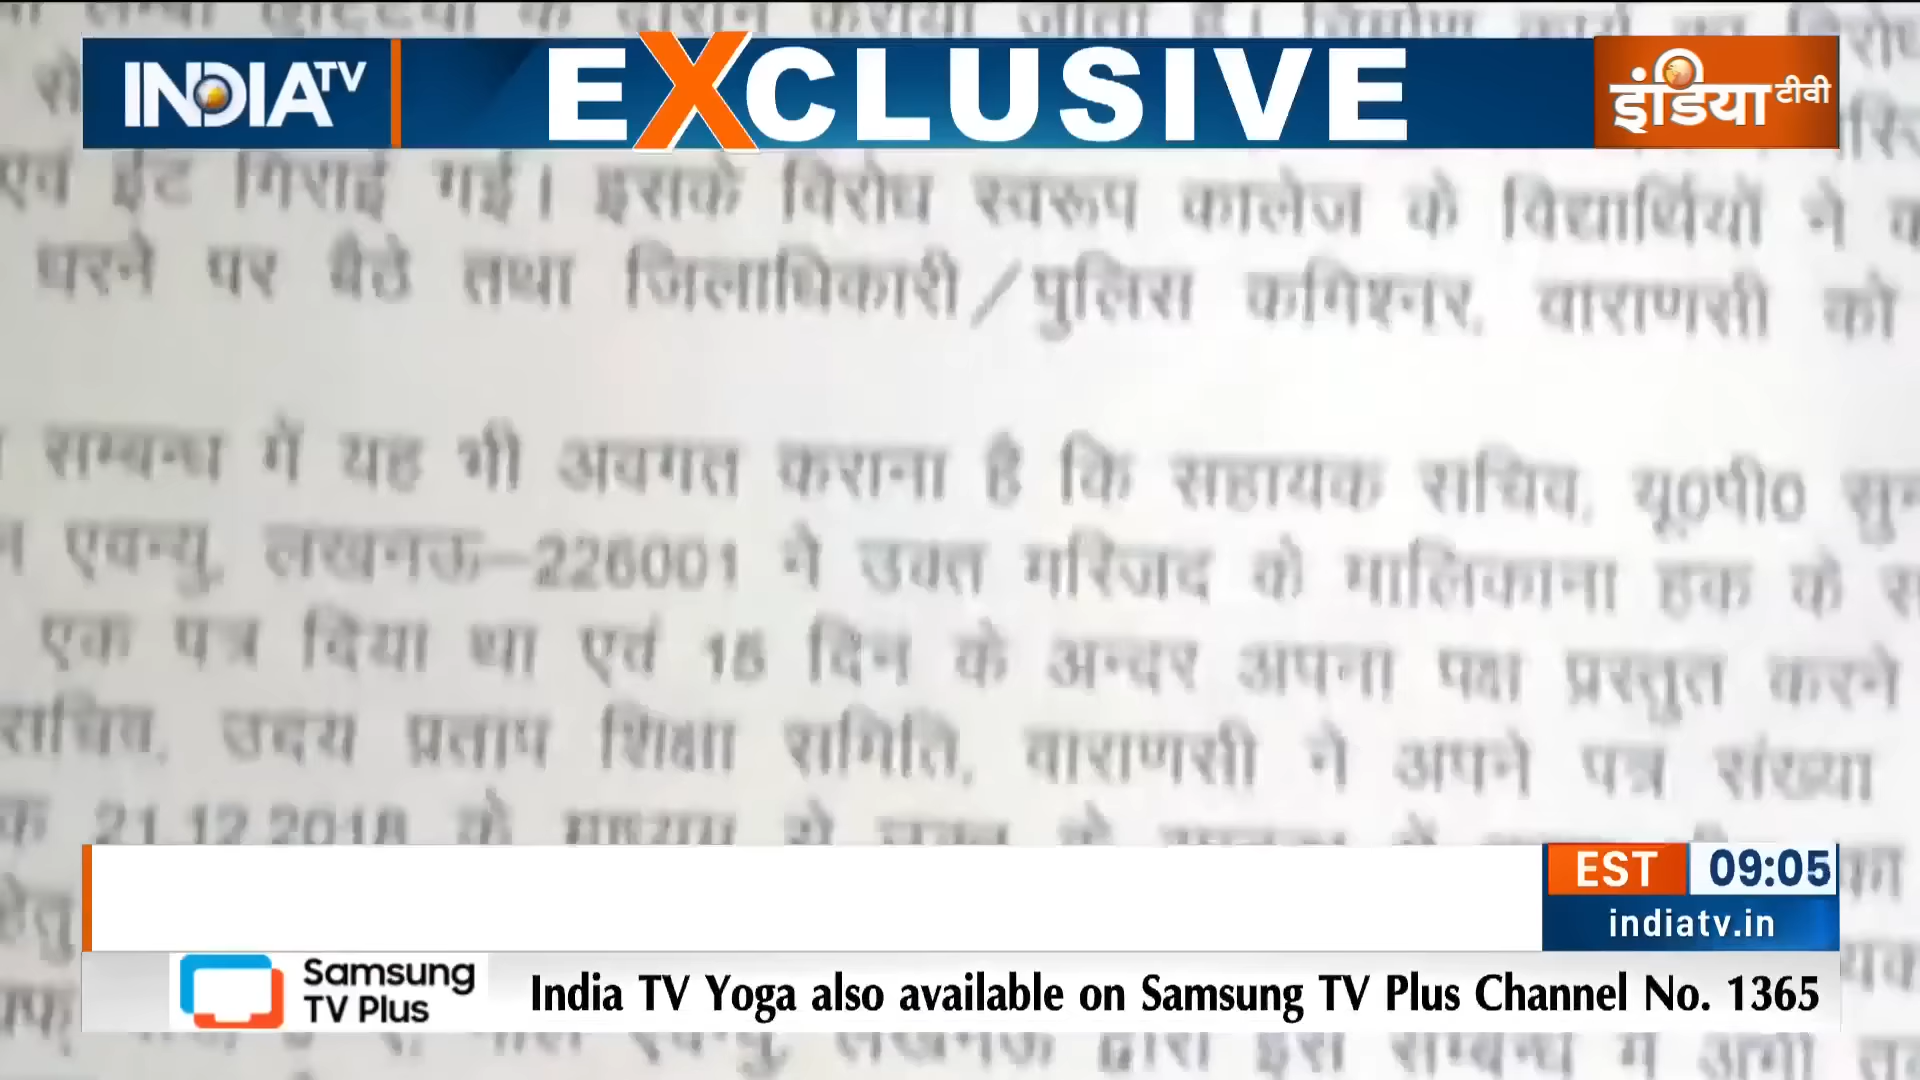 INDIA TV
EXCLUSIVE
इंडिया टीवी
एवं ईंट गिराई गई। इसके विरोध स्वरूप कालेज के विद्यार्थियों ने
धरने पर बैठे तथा जिलाधिकारी/पुलिस कमिश्नर, वाराणसी को
सम्बन्ध में यह भी अवगत कराना है कि सहायक सचिव, यू0पी0
एवन्यु, लखनऊ-226001 ने उक्त मस्जिद के मालिकाना हक के
एक पत्र दिया था एवं 15 दिन के अन्दर अपना पक्ष प्रस्तुत करने
सचिव, उदय प्रताप शिक्षा समिति, वाराणसी ने अपने पत्र संख्या
21.12.2018 के माध्यम से
EST 09:05
indiatv.in
Samsung
TV Plus
India TV Yoga also available on Samsung TV Plus Channel No. 1365